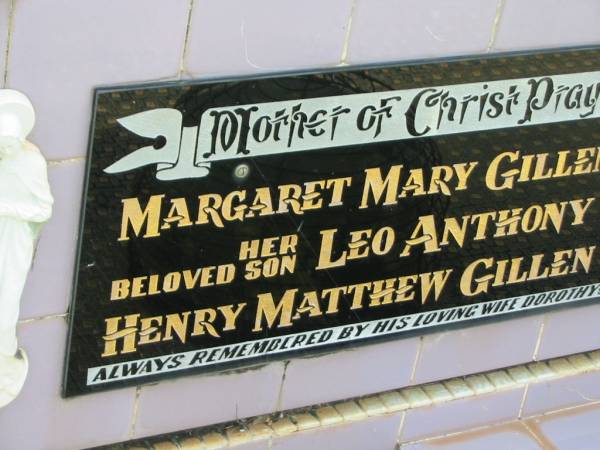 Mother of Christ Pray
MARGARET MARY GILLEN
HER BELOVED SON LEO ANTHONY
HENRY MATTHEW GILLEN
ALWAYS REMEMBERED BY HIS LOVING WIFE DOROTHY